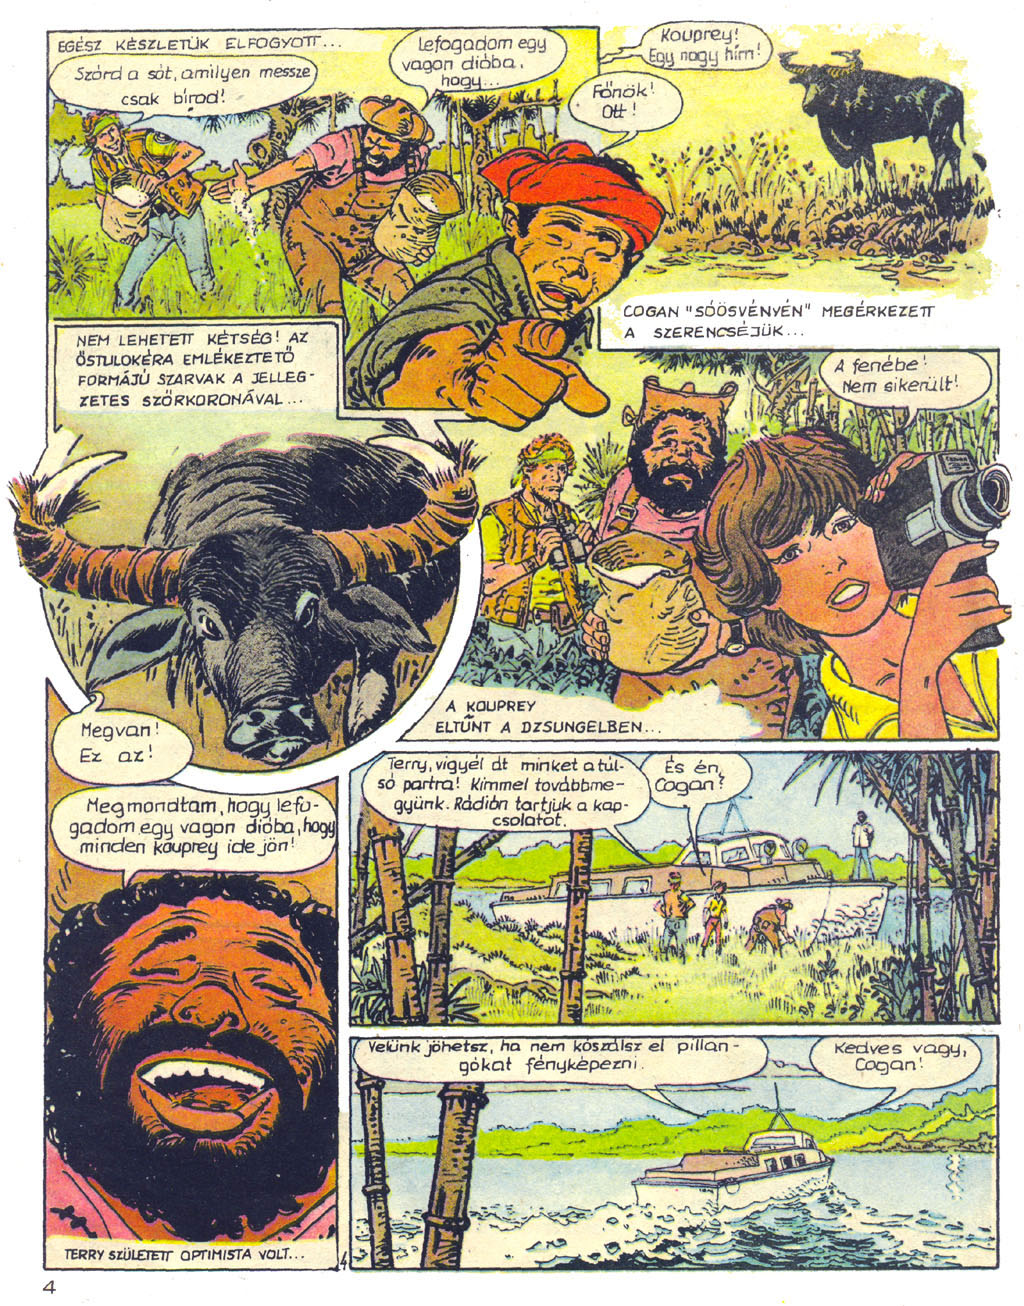 EGÉSZ KÉSZLETÜK ELFOGYOTT...
Szórd a sót, amilyen messze
csak bírod!
Lefogadom egy
vagon dióba,
hogy...
Főnök!
Ott!
Kouprey!
Egy nagy hím!
COGAN "SÓÖSVÉNYÉN" MEGÉRKEZETT
A SZERENCSÉJÜK...
NEM LEHETETT KÉTSÉG! AZ
ŐSTULOKÉRA EMLÉKEZTETŐ
FORMÁJÚ SZARVAK A JELLEG-
ZETES SZŐRKORONÁVAL...
Megvan!
Ez az!
A fenébe!
Nem sikerült!
A KOUPREY
ELTŰNT A DZSUNGELBEN...
Megmondtam, hogy lefo-
gadom egy vagon dióba, hogy
minden kouprey ide jön!
TERRY SZÜLETETT OPTIMISTA VOLT...
4
Terry, vigyél át minket a túl-
só partra! Kimmel továbbme-
gyünk. Rádión tartjuk a kap-
csolatot.
És én,
Cogan?
Velünk jöhetsz, ha nem kószálsz el pillan-
gókat fényképezni.
Kedves vagy,
Cogan!
4